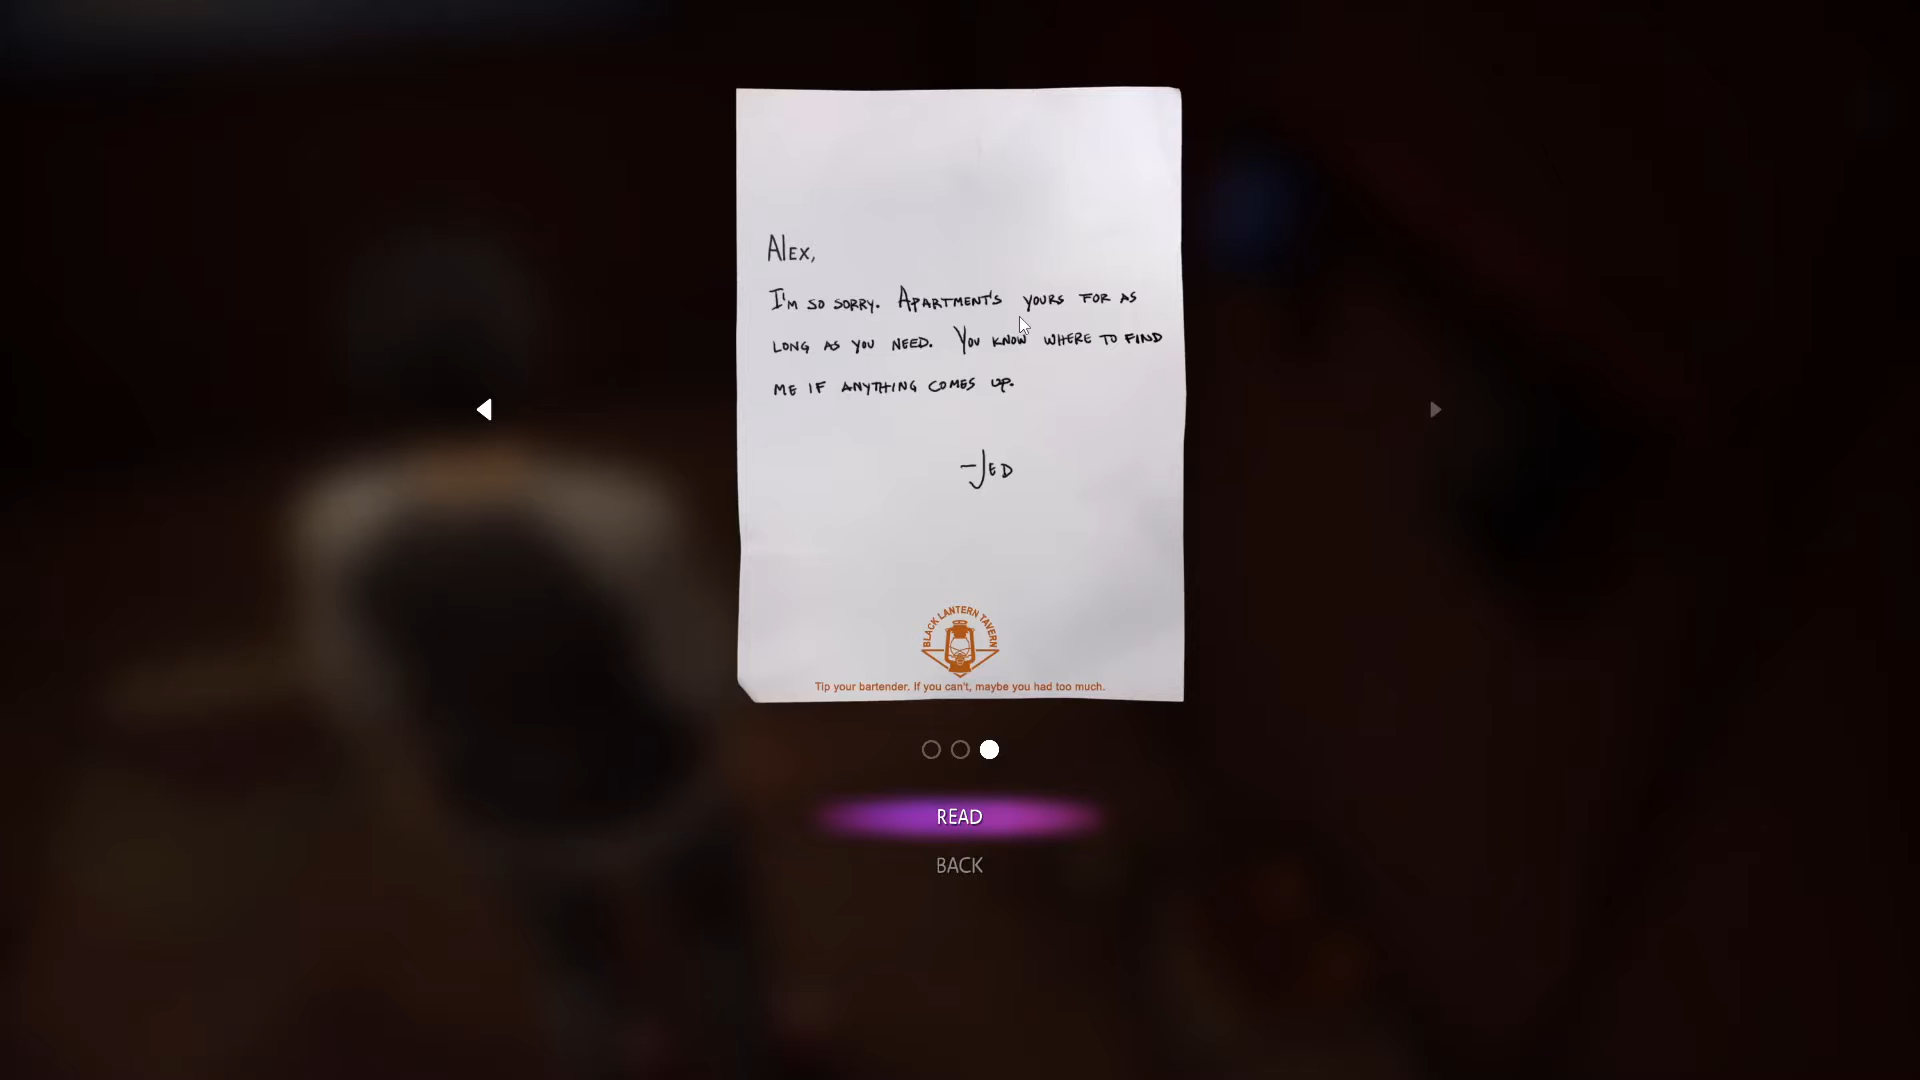 Alex,
I'm so sorry. Apartment's yours for as
long as you need. You know where to find
me if anything comes up.
-Jed
BLACK LANTERN TAVERN
Tip your bartender. If you can't, maybe you had too much.
READ
BACK